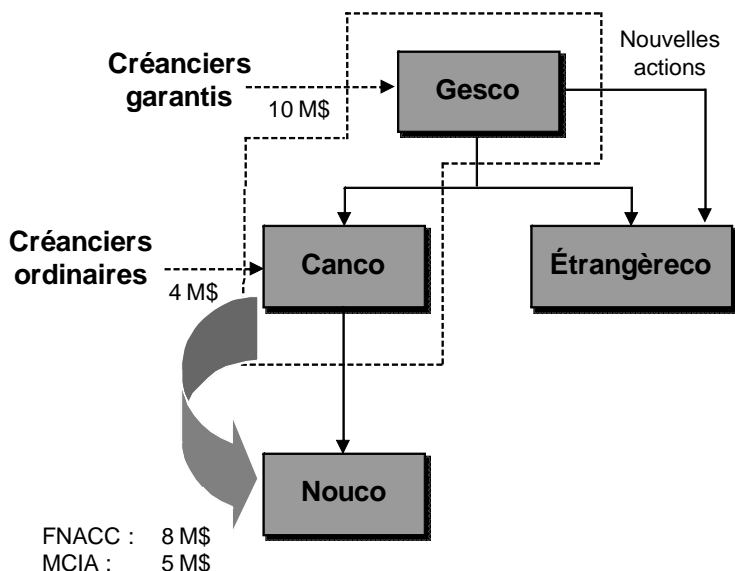 Nouvelles
actions
Créanciers
garantis
10 M$
Gesco
Créanciers
ordinaires
4 M$
Canco
Étrangèreco
Nouco
FNACC : 8 M$
MCIA : 5 M$